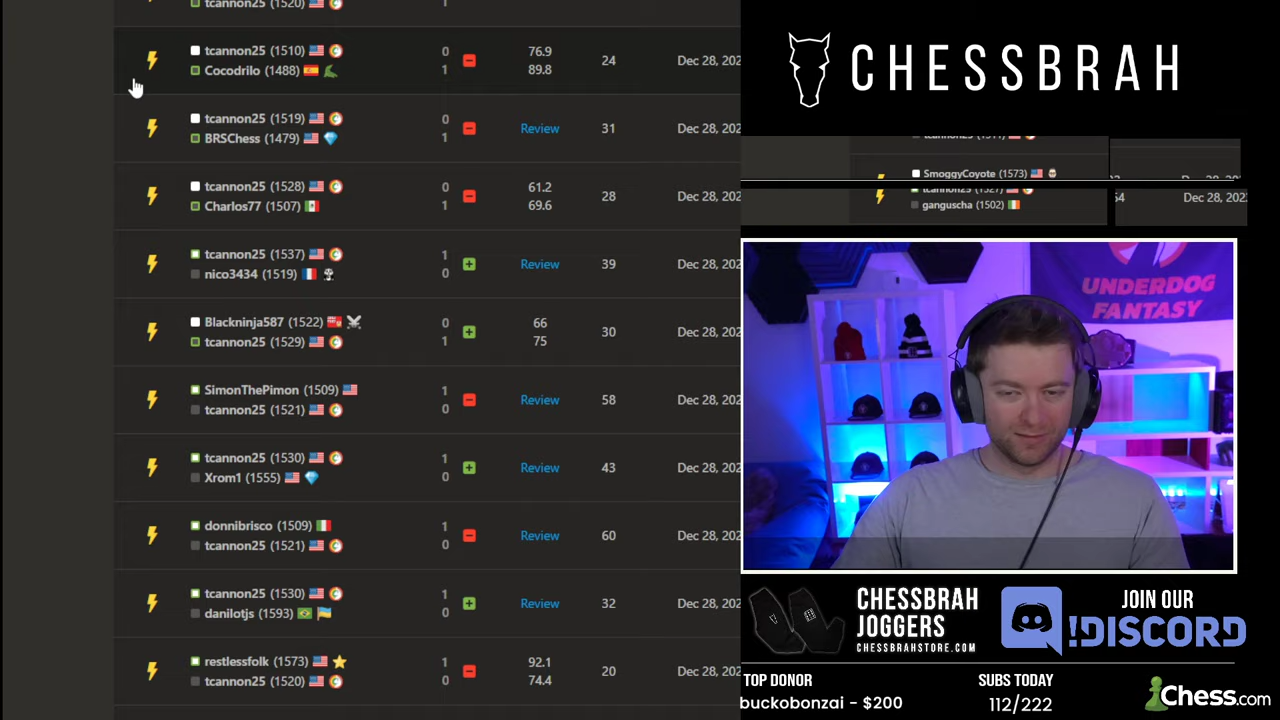 tcannon25 (1520)
1
tcannon25 (1510)
0
76.9
Cocodrilo (1488)
1
89.8
24
Dec 28, 202
tcannon25 (1519)
0
BRSChess (1479)
1
Review
31
Dec 28, 202
tcannon25 (1528)
0
61.2
Charlos77 (1507)
1
69.6
28
Dec 28, 202
tcannon25 (1537)
1
nico3434 (1519)
0
Review
39
Dec 28, 202
Blackninja587 (1522)
0
66
tcannon25 (1529)
1
75
30
Dec 28, 202
SimonThePimon (1509)
1
tcannon25 (1521)
0
Review
58
Dec 28, 202
tcannon25 (1530)
1
Xrom1 (1555)
0
Review
43
Dec 28, 202
donnibrisco (1509)
1
tcannon25 (1521)
0
Review
60
Dec 28, 202
tcannon25 (1530)
1
danilotjs (1593)
0
Review
32
Dec 28, 202
restlessfolk (1573)
1
92.1
tcannon25 (1520)
0
74.4
20
Dec 28, 202
CHESSBRAH
SmoggyCoyote (1573)
tcannon25 (1527)
ganguscha (1502)
54
Dec 28, 202
UNDERDOG
FANTASY
CHESSBRAH
JOGGERS
CHESSBRAHSTORE.COM
JOIN OUR
!DISCORD
TOP DONOR
buckobonzai - $200
SUBS TODAY
112/222
Chess.com